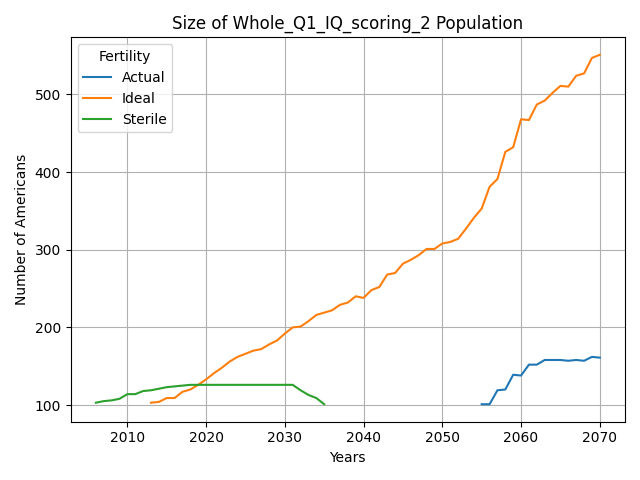 Size of Whole_Q1_IQ_scoring_2 Population
Fertility
Actual
Ideal
Sterile
Number of Americans
500
400
300
200
100
2010 2020 2030 2040 2050 2060 2070
Years